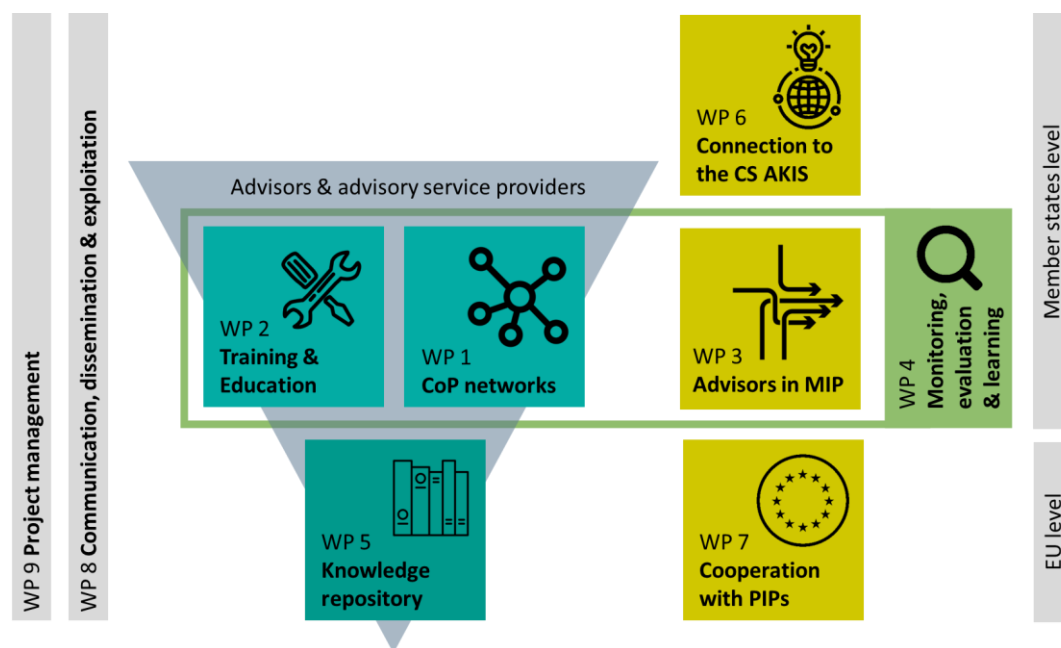 WP 9 Project management
WP 8 Communication, dissemination & exploitation
Advisors & advisory service providers
WP 6
Connection to
the CS AKIS
WP 2
Training &
Education
WP 1
CoP networks
WP 3
Advisors in MIP
WP 4
Monitoring,
evaluation
& learning
WP 5
Knowledge
repository
WP 7
Cooperation
with PIPs
Member states level
EU level